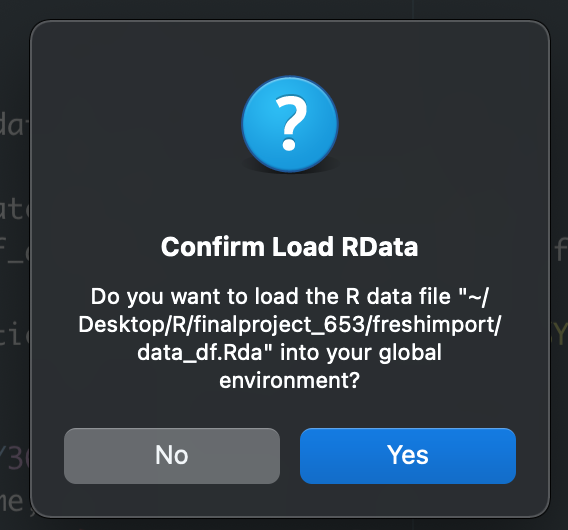 ?
Confirm Load RData
Do you want to load the R data file "~/
Desktop/R/finalproject_653/freshimport/
data_df.Rda" into your global
environment?
No
Yes